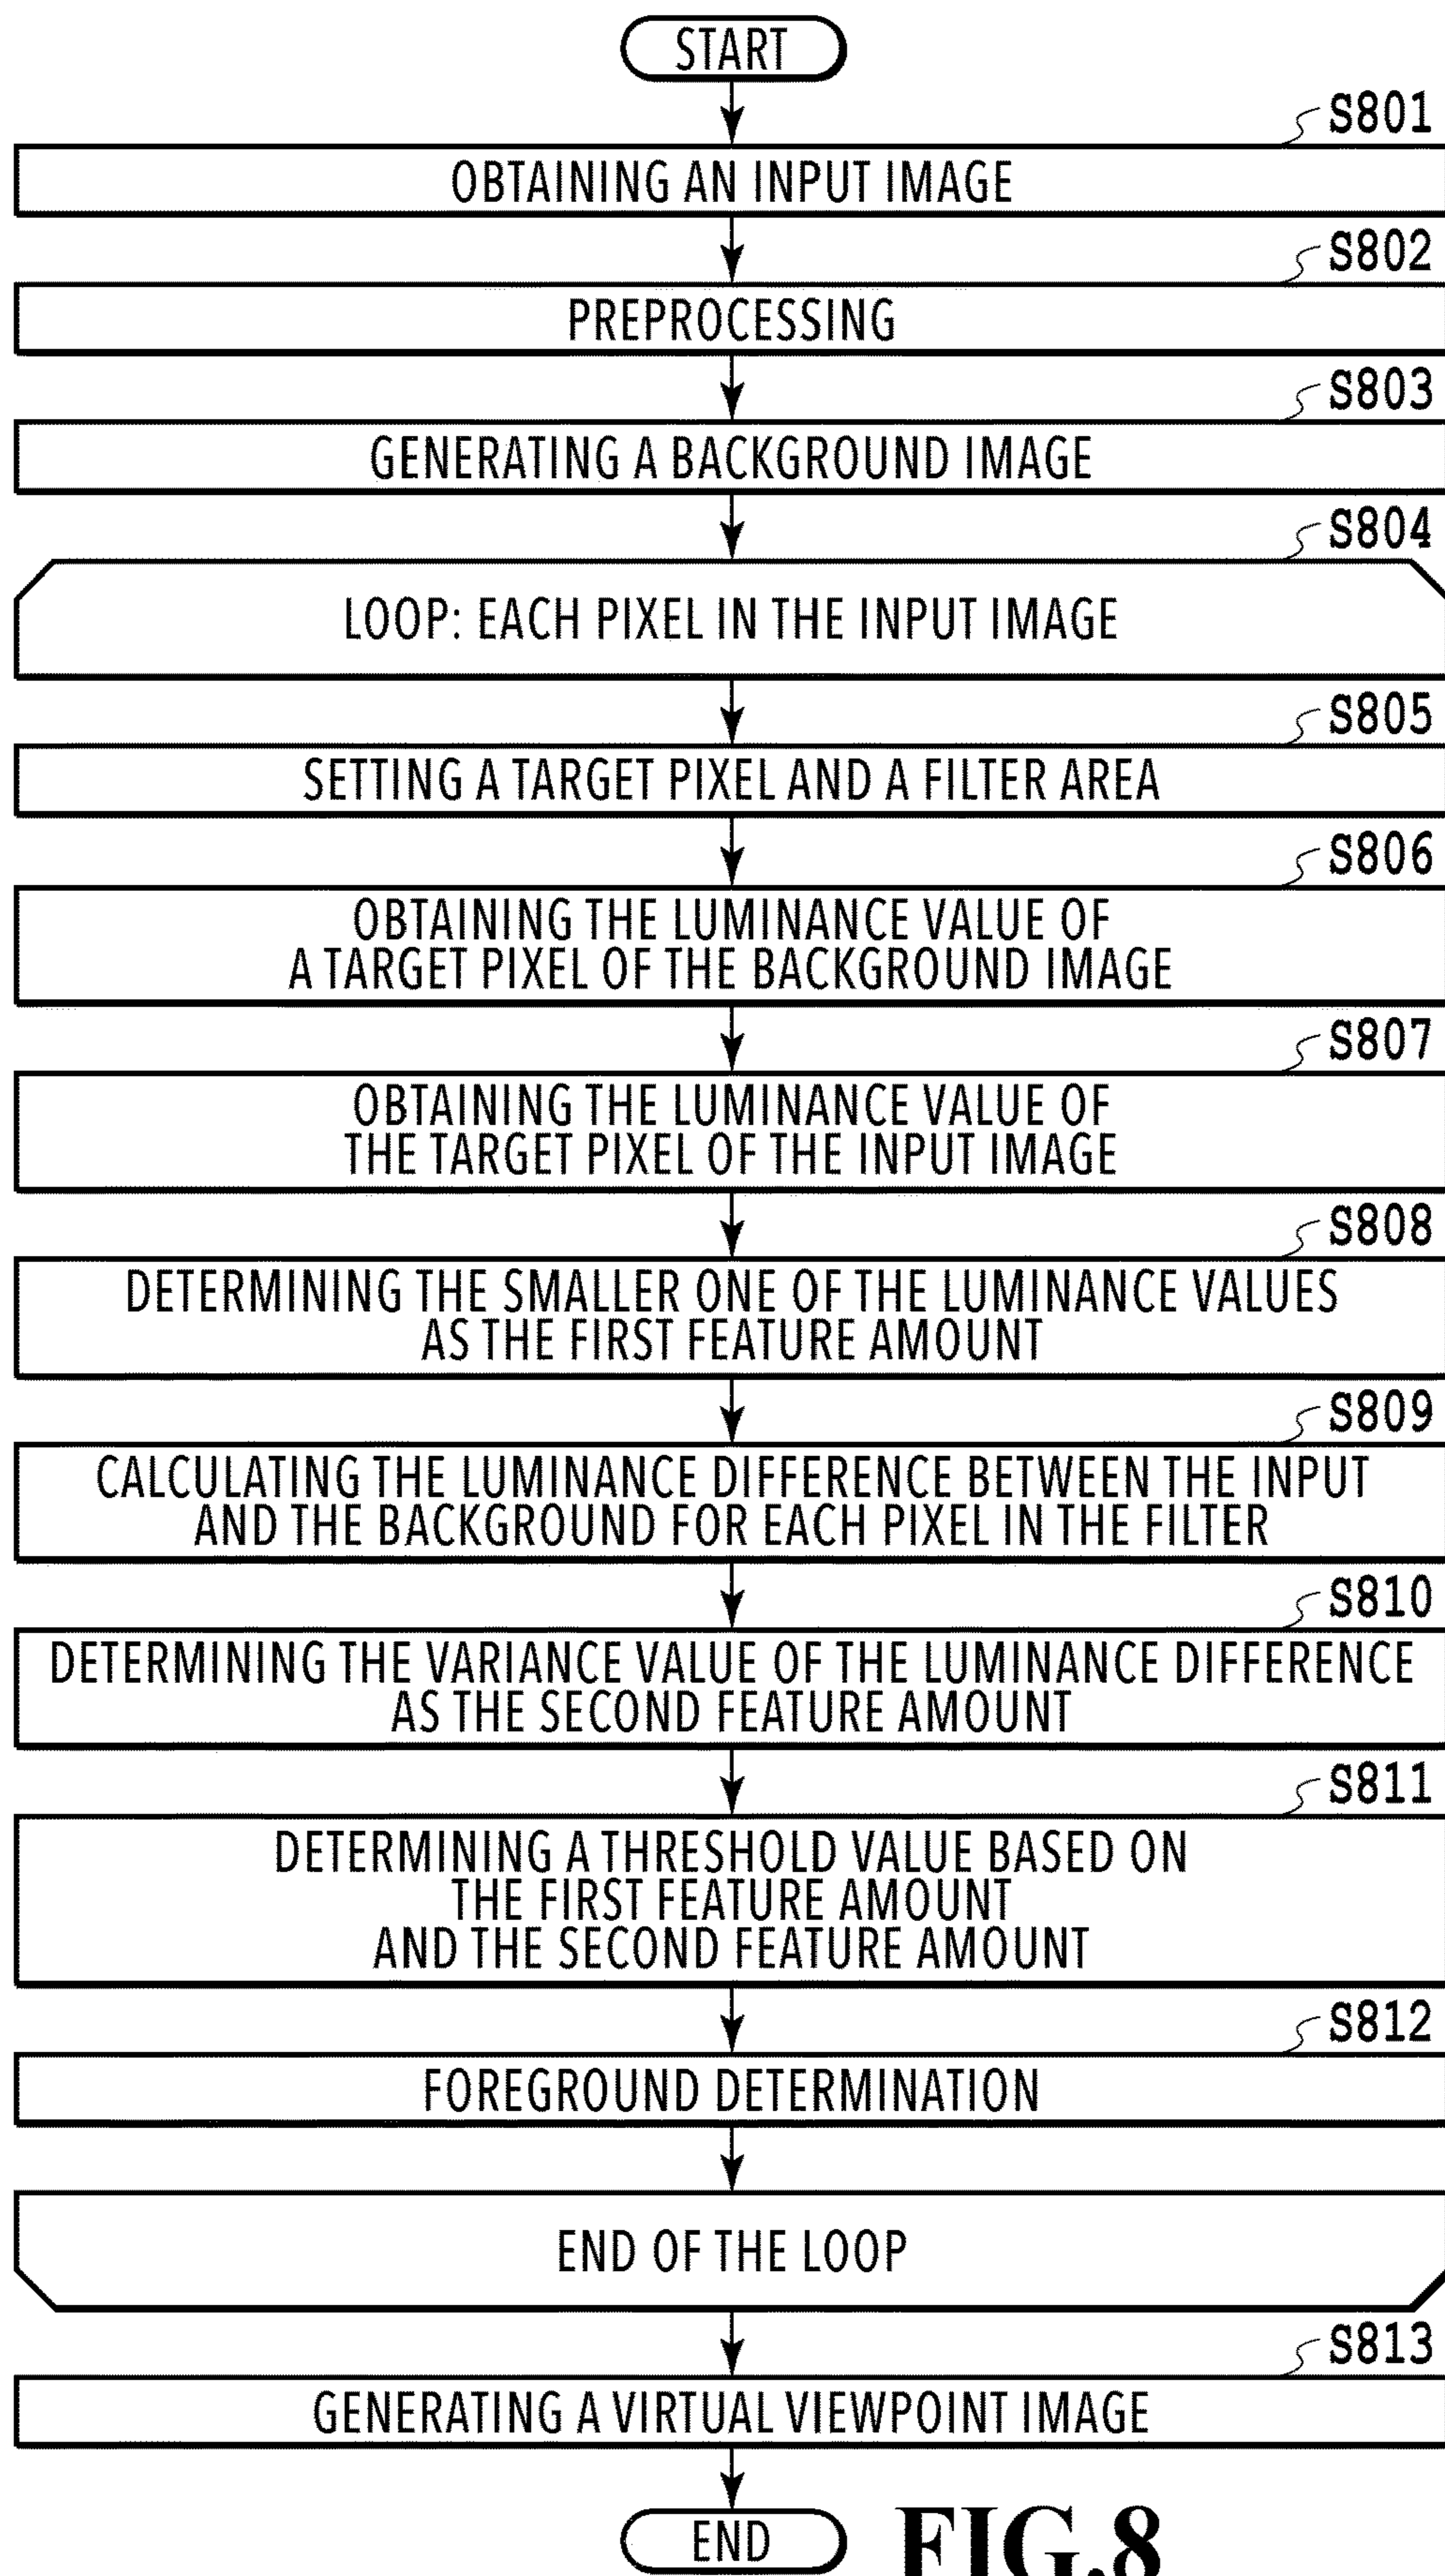 START
S801
OBTAINING AN INPUT IMAGE
S802
PREPROCESSING
S803
GENERATING A BACKGROUND IMAGE
S804
LOOP: EACH PIXEL IN THE INPUT IMAGE
S805
SETTING A TARGET PIXEL AND A FILTER AREA
S806
OBTAINING THE LUMINANCE VALUE OF
A TARGET PIXEL OF THE BACKGROUND IMAGE
S807
OBTAINING THE LUMINANCE VALUE OF
THE TARGET PIXEL OF THE INPUT IMAGE
S808
DETERMINING THE SMALLER ONE OF THE LUMINANCE VALUES
AS THE FIRST FEATURE AMOUNT
S809
CALCULATING THE LUMINANCE DIFFERENCE BETWEEN THE INPUT
AND THE BACKGROUND FOR EACH PIXEL IN THE FILTER
S810
DETERMINING THE VARIANCE VALUE OF THE LUMINANCE DIFFERENCE
AS THE SECOND FEATURE AMOUNT
S811
DETERMINING A THRESHOLD VALUE BASED ON
THE FIRST FEATURE AMOUNT
AND THE SECOND FEATURE AMOUNT
S812
FOREGROUND DETERMINATION
END OF THE LOOP
S813
GENERATING A VIRTUAL VIEWPOINT IMAGE
END
FIG.8